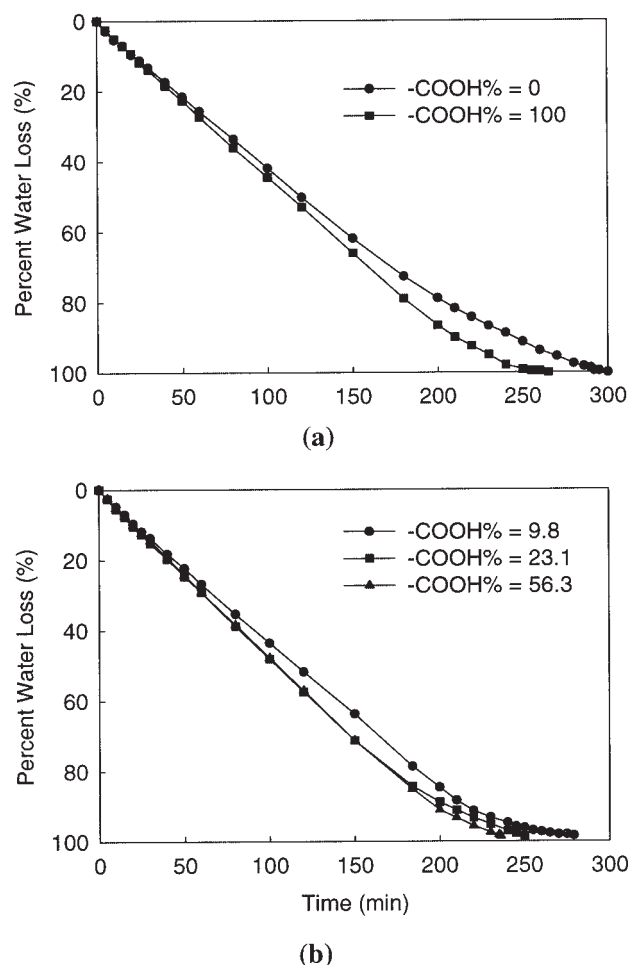 0
20
40
60
80
100
Percent Water Loss (%)
-COOH% = 0
-COOH% = 100
0 50 100 150 200 250 300
(a)
0
20
40
60
80
100
Percent Water Loss (%)
-COOH% = 9.8
-COOH% = 23.1
-COOH% = 56.3
0 50 100 150 200 250 300
Time (min)
(b)